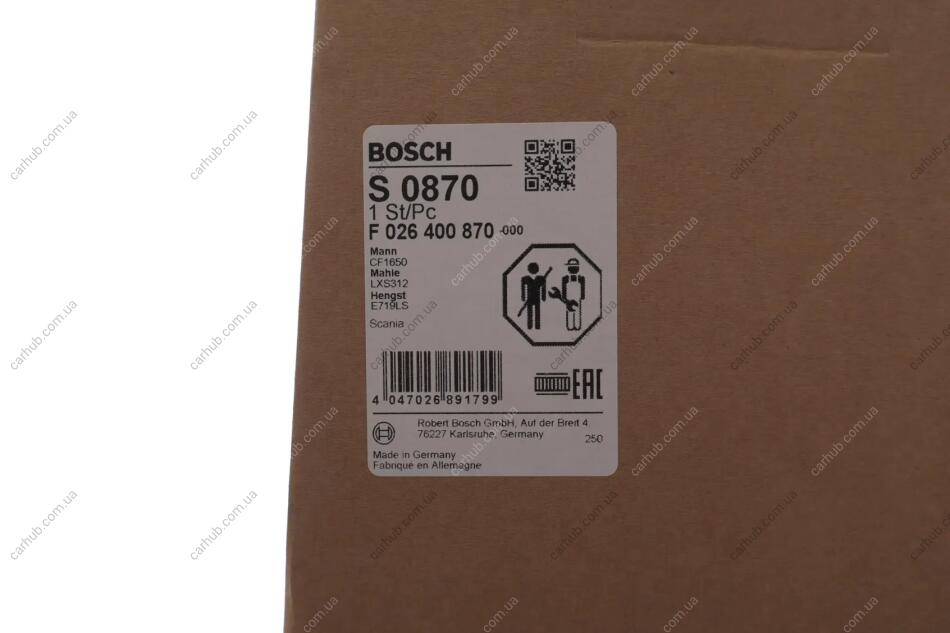 BOSCH
S 0870
1 St/Pc
F 026 400 870 -000
Mann
CF1650
Mahle
LXS312
Hengst
E719LS
Scania
4 047026 891799
EAC
Robert Bosch GmbH, Auf der Breit 4,
76227 Karlsruhe, Germany
250
Made in Germany
Fabriqué en Allemagne
carhub.com.ua